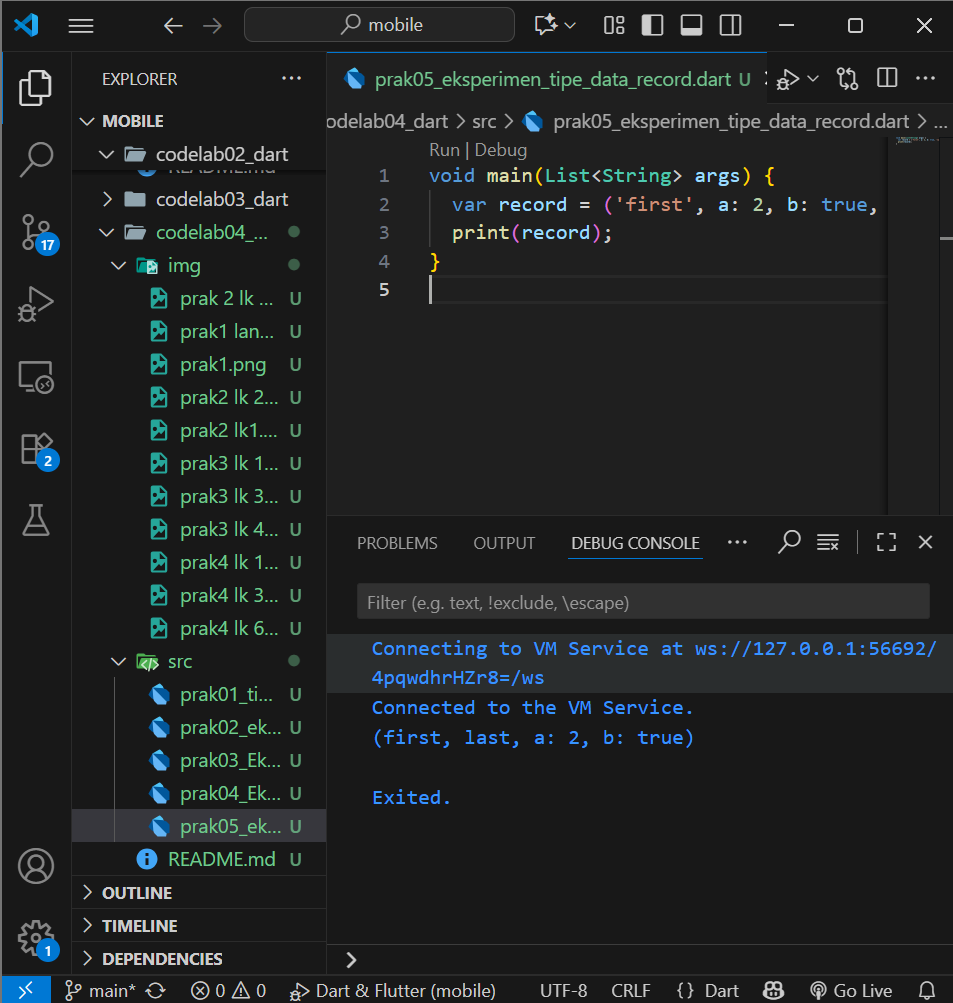 mobile
EXPLORER
MOBILE
codelab02_dart
README.md
codelab03_dart
codelab04_...
img
prak 2 lk ... U
prak1 lan... U
prak1.png U
prak2 lk 2... U
prak2 lk1.... U
prak3 lk 1... U
prak3 lk 3... U
prak3 lk 4... U
prak4 lk 1... U
prak4 lk 3... U
prak4 lk 6... U
src
prak01_ti... U
prak02_ek... U
prak03_Ek... U
prak04_Ek... U
prak05_ek... U
README.md U
OUTLINE
TIMELINE
DEPENDENCIES
17
2
1
prak05_eksperimen_tipe_data_record.dart U
odelab04_dart > src > prak05_eksperimen_tipe_data_record.dart > ...
Run | Debug
1 void main(List<String> args) {
2 var record = ('first', a: 2, b: true,
3 print(record);
4 }
5
PROBLEMS OUTPUT DEBUG CONSOLE ...
Filter (e.g. text, !exclude, \escape)
Connecting to VM Service at ws://127.0.0.1:56692/
4pqwdhrHZr8=/ws
Connected to the VM Service.
(first, last, a: 2, b: true)
Exited.
main* 0 0 Dart & Flutter (mobile) UTF-8 CRLF {} Dart Go Live